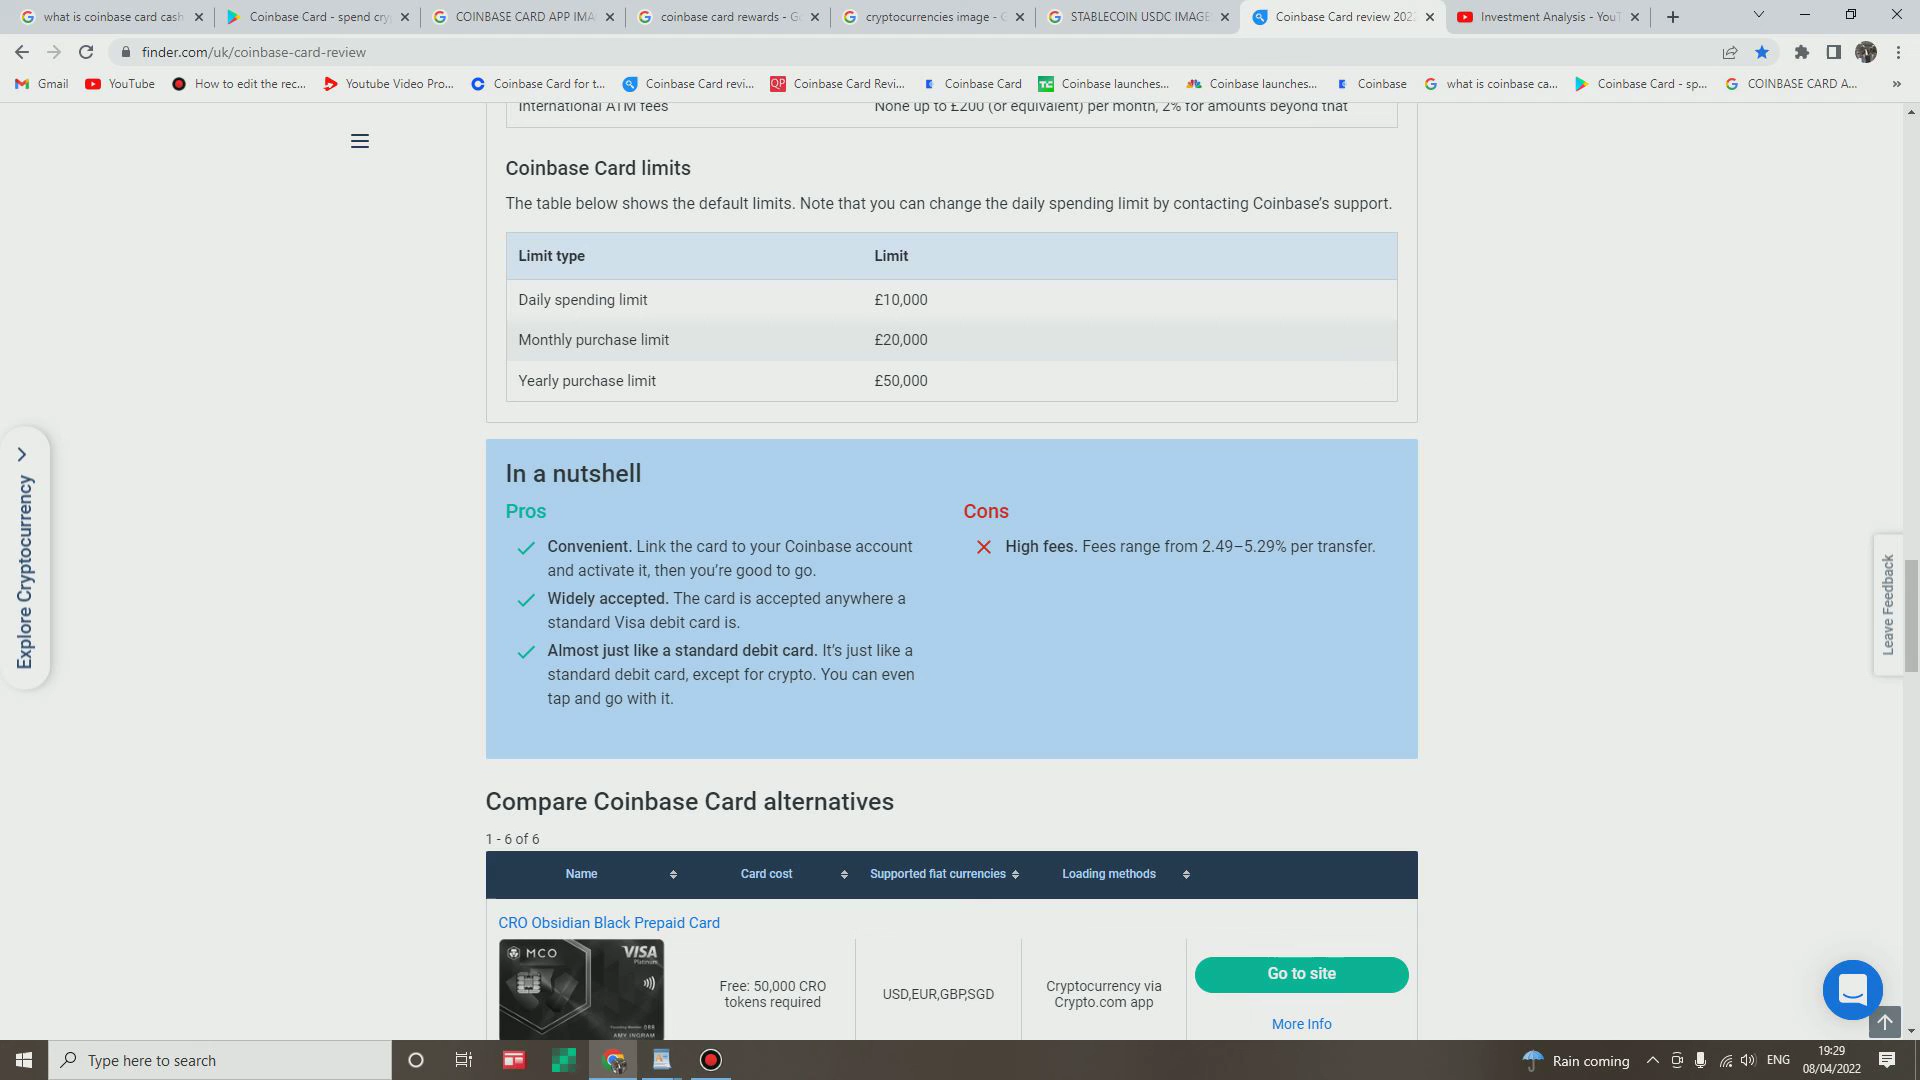 what is coinbase card cash
Coinbase Card - spend cry
COINBASE CARD APP IMA
coinbase card rewards - G
cryptocurrencies image - G
STABLECOIN USDC IMAGE
Coinbase Card review 202
Investment Analysis - YouT
finder.com/uk/coinbase-card-review
Gmail
YouTube
How to edit the rec...
Youtube Video Pro...
Coinbase Card for t...
Coinbase Card revi...
QP
Coinbase Card Revi...
Coinbase Card
Coinbase launches...
Coinbase launches...
Coinbase
what is coinbase ca...
Coinbase Card - sp...
COINBASE CARD A...
International ATM fees
None up to £200 (or equivalent) per month, 2% for amounts beyond that
Coinbase Card limits
The table below shows the default limits. Note that you can change the daily spending limit by contacting Coinbase's support.
Limit type
Limit
Daily spending limit
£10,000
Monthly purchase limit
£20,000
Yearly purchase limit
£50,000
Explore Cryptocurrency
Leave Feedback
In a nutshell
Pros
Convenient. Link the card to your Coinbase account
and activate it, then you're good to go.
Widely accepted. The card is accepted anywhere a
standard Visa debit card is.
Almost just like a standard debit card. It's just like a
standard debit card, except for crypto. You can even
tap and go with it.
Cons
High fees. Fees range from 2.49–5.29% per transfer.
Compare Coinbase Card alternatives
1 - 6 of 6
Name
Card cost
Supported fiat currencies
Loading methods
CRO Obsidian Black Prepaid Card
MCO
VISA
Platinum
AMY INGRAM
Free: 50,000 CRO
tokens required
USD,EUR,GBP,SGD
Cryptocurrency via
Crypto.com app
Go to site
More Info
Type here to search
Rain coming
ENG
19:29
08/04/2022